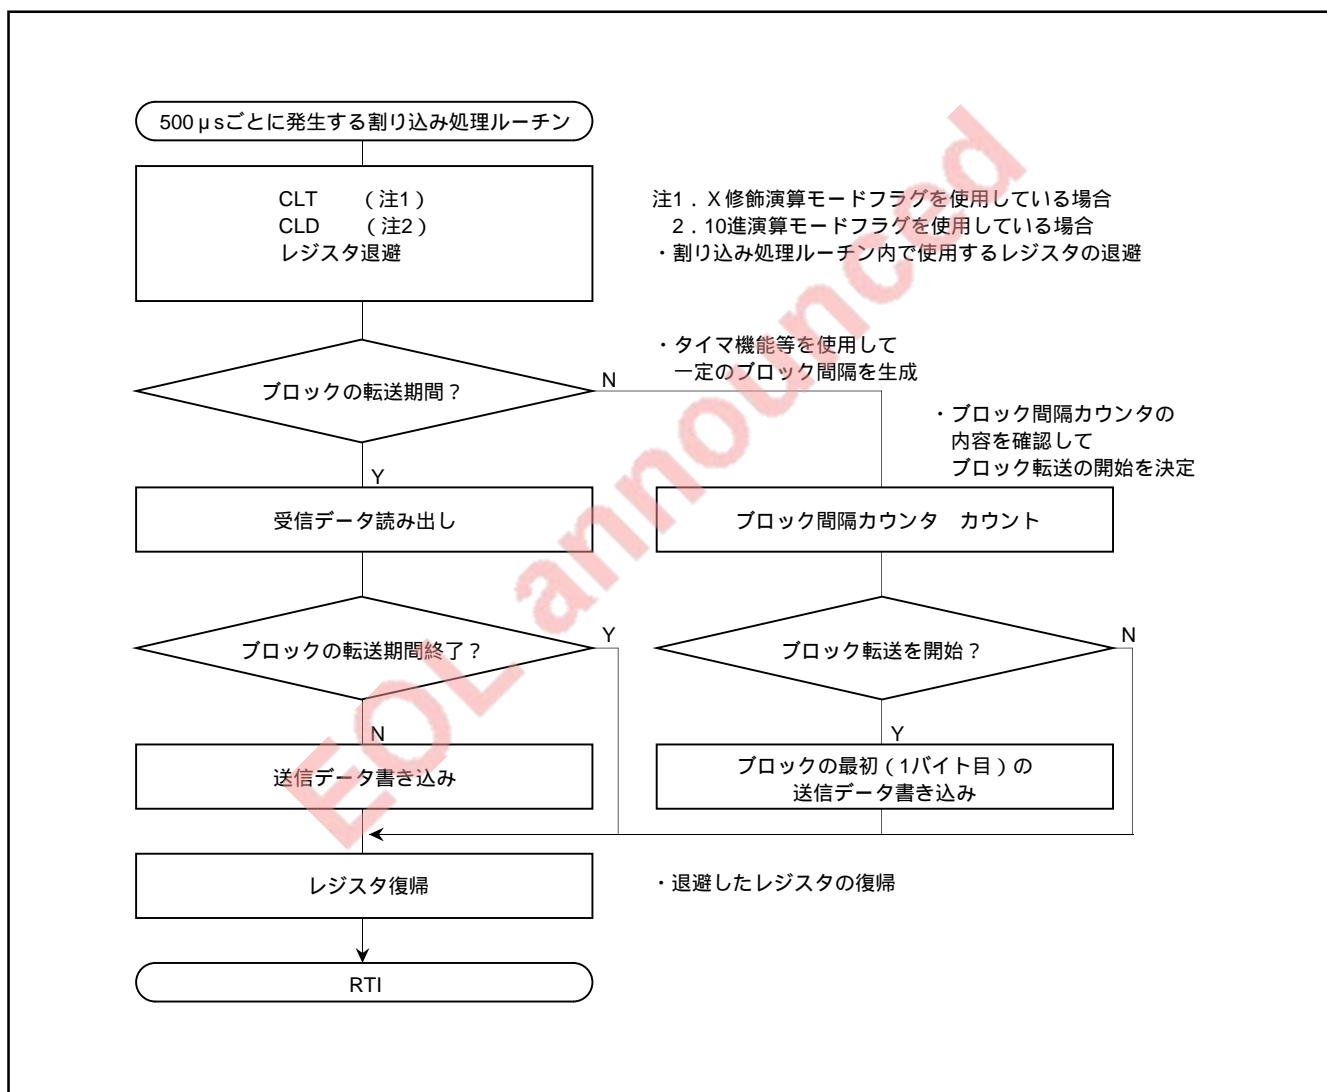 500μsごとに発生する割り込み処理ルーチン
CLT （注1）
CLD （注2）
レジスタ退避
注1．X修飾演算モードフラグを使用している場合
2．10進演算モードフラグを使用している場合
・割り込み処理ルーチン内で使用するレジスタの退避
・タイマ機能等を使用して
一定のブロック間隔を生成
ブロックの転送期間？
N
・ブロック間隔カウンタの
内容を確認して
ブロック転送の開始を決定
Y
受信データ読み出し
ブロック間隔カウンタ　カウント
ブロックの転送期間終了？
Y
ブロック転送を開始？
N
N
Y
送信データ書き込み
ブロックの最初（1バイト目）の
送信データ書き込み
レジスタ復帰
・退避したレジスタの復帰
RTI
EOL announced